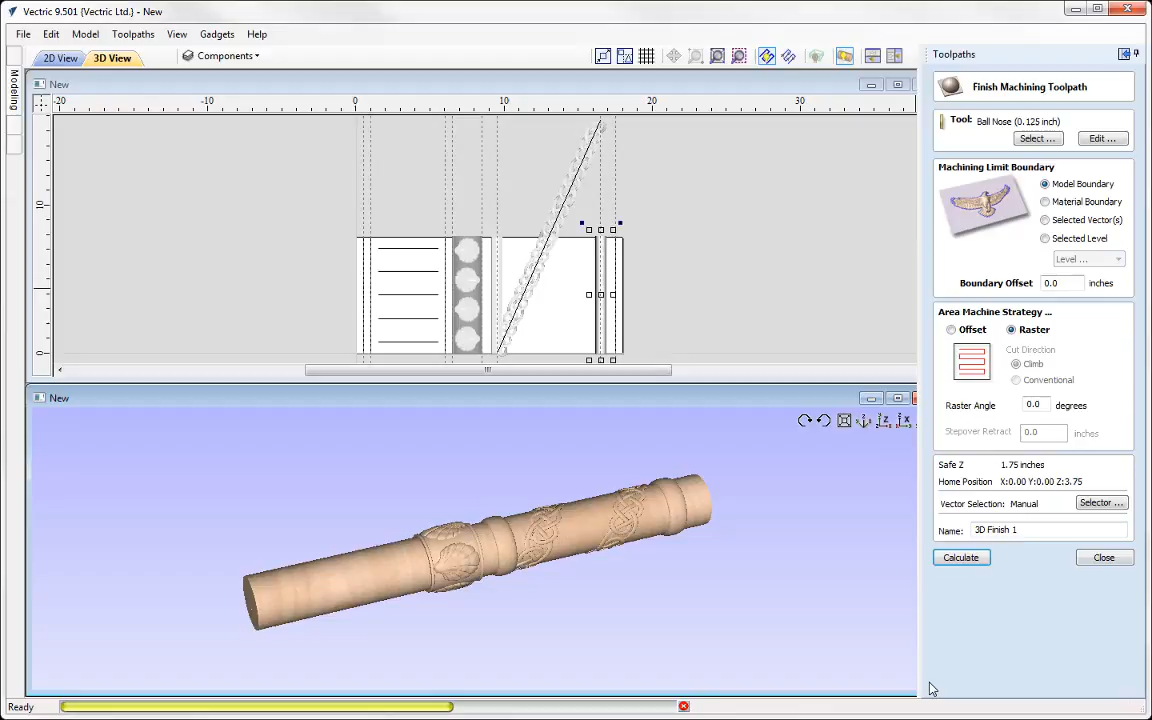 Vectric 9.501 {Vectric Ltd.} - New
File Edit Model Toolpaths View Gadgets Help
2D View 3D View Components
Modeling
New
-20 -10 0 10 20 30
10
0
New
Toolpaths
Finish Machining Toolpath
Tool: Ball Nose (0.125 inch)
Select ... Edit ...
Machining Limit Boundary
Model Boundary
Material Boundary
Selected Vector(s)
Selected Level
Level ...
Boundary Offset 0.0 inches
Area Machine Strategy ...
Offset Raster
Cut Direction
Climb
Conventional
Raster Angle 0.0 degrees
Stepover Retract 0.0 inches
Safe Z 1.75 inches
Home Position X:0.00 Y:0.00 Z:3.75
Vector Selection: Manual Selector ...
Name: 3D Finish 1
Calculate Close
Ready